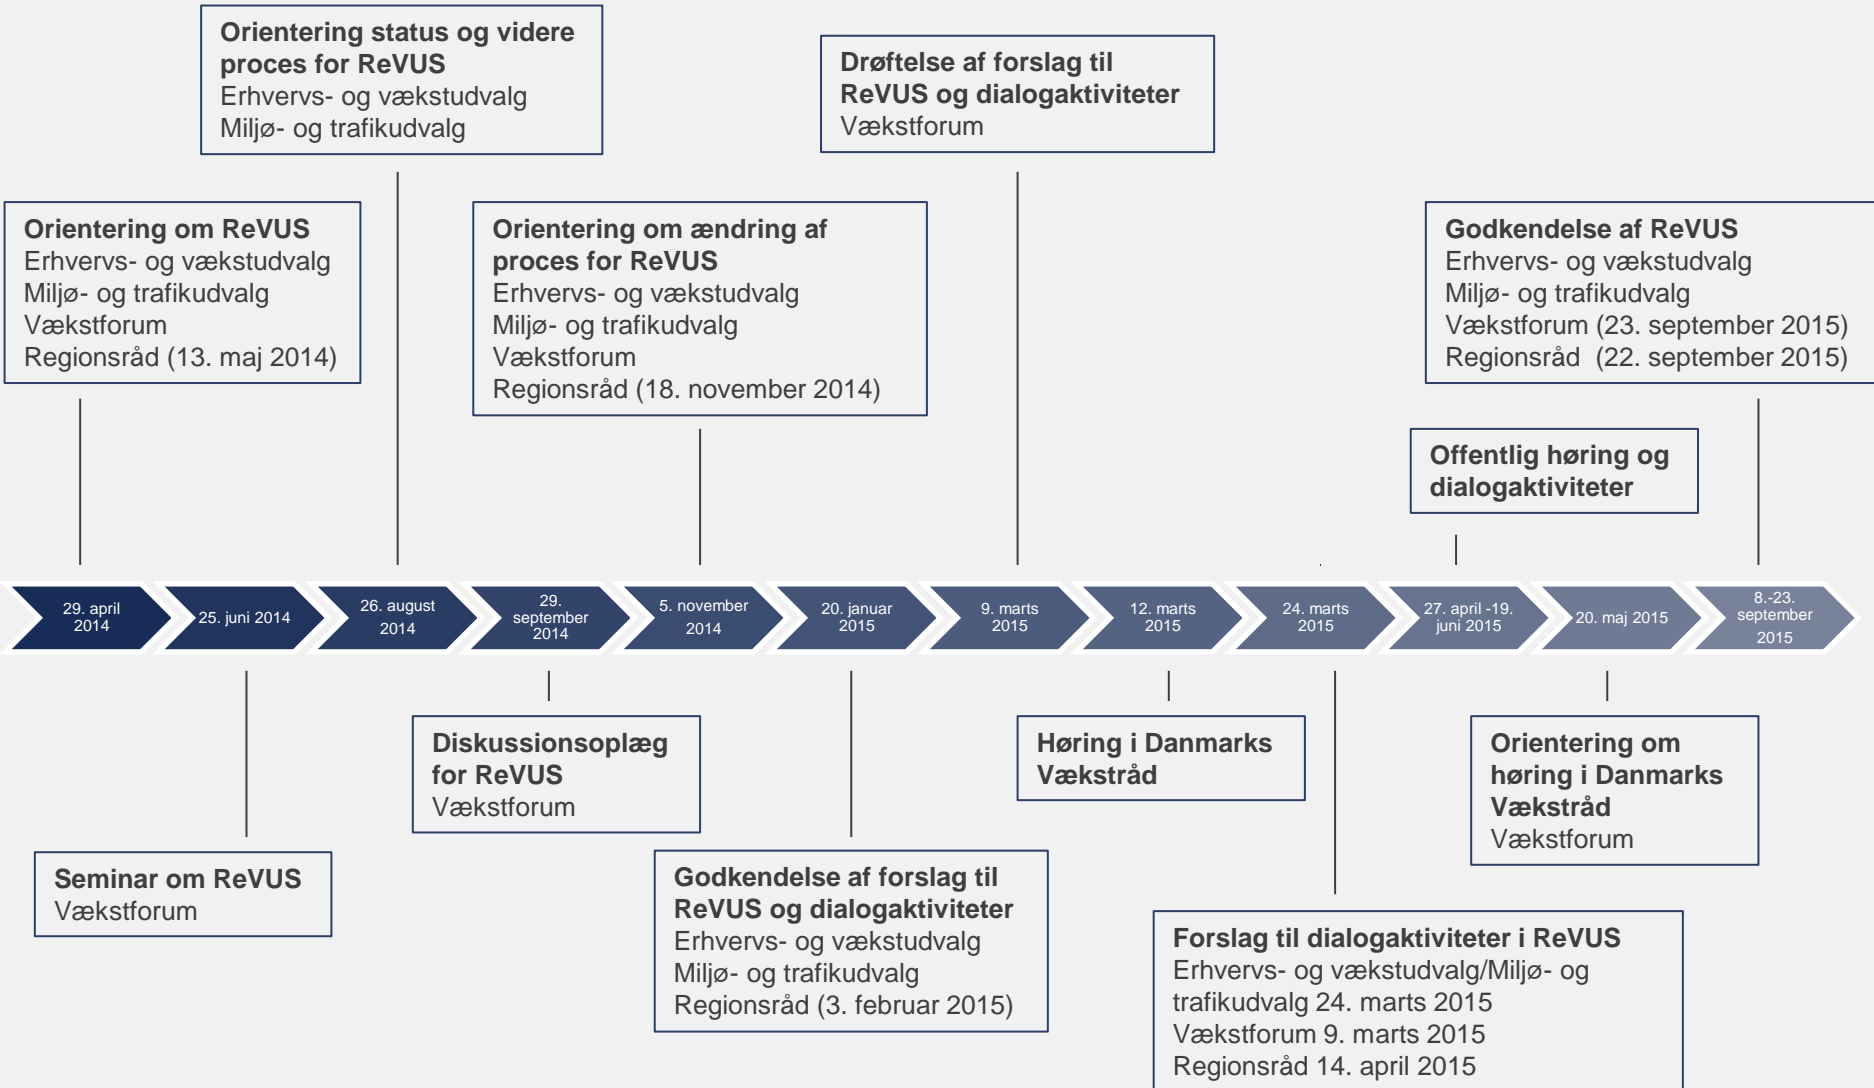 Orientering status og videre
proces for ReVUS
Erhvervs- og vækstudvalg
Miljø- og trafikudvalg
Drøftelse af forslag til
ReVUS og dialogaktiviteter
Vækstforum
Orientering om ReVUS
Erhvervs- og vækstudvalg
Miljø- og trafikudvalg
Vækstforum
Regionsråd (13. maj 2014)
Orientering om ændring af
proces for ReVUS
Erhvervs- og vækstudvalg
Miljø- og trafikudvalg
Vækstforum
Regionsråd (18. november 2014)
Godkendelse af ReVUS
Erhvervs- og vækstudvalg
Miljø- og trafikudvalg
Vækstforum (23. september 2015)
Regionsråd (22. september 2015)
Offentlig høring og
dialogaktiviteter
29. april
2014
25. juni 2014
26. august
2014
29.
september
2014
5. november
2014
20. januar
2015
9. marts
2015
12. marts
2015
24. marts
2015
27. april -19.
juni 2015
20. maj 2015
8.-23.
september
2015
Diskussionsoplæg
for ReVUS
Vækstforum
Høring i Danmarks
Vækstråd
Orientering om
høring i Danmarks
Vækstråd
Vækstforum
Seminar om ReVUS
Vækstforum
Godkendelse af forslag til
ReVUS og dialogaktiviteter
Erhvervs- og vækstudvalg
Miljø- og trafikudvalg
Regionsråd (3. februar 2015)
Forslag til dialogaktiviteter i ReVUS
Erhvervs- og vækstudvalg/Miljø- og
trafikudvalg 24. marts 2015
Vækstforum 9. marts 2015
Regionsråd 14. april 2015